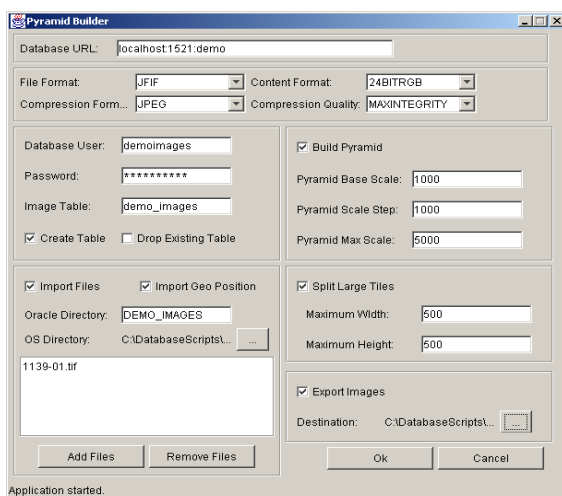 Pyramid Builder
Database URL: localhost:1521:demo
File Format: JFIF Content Format: 24BITRGB
Compression Form... JPEG Compression Quality: MAXINTEGRITY
Database User: demoimages
Password: **********
Image Table: demo_images
Create Table Drop Existing Table
Build Pyramid
Pyramid Base Scale: 1000
Pyramid Scale Step: 1000
Pyramid Max Scale: 5000
Import Files Import Geo Position
Oracle Directory: DEMO_IMAGES
OS Directory: C:\DatabaseScripts\... ...
1139-01.tif
Add Files Remove Files
Split Large Tiles
Maximum Width: 500
Maximum Height: 500
Export Images
Destination: C:\DatabaseScripts\... ...
Ok Cancel
Application started.